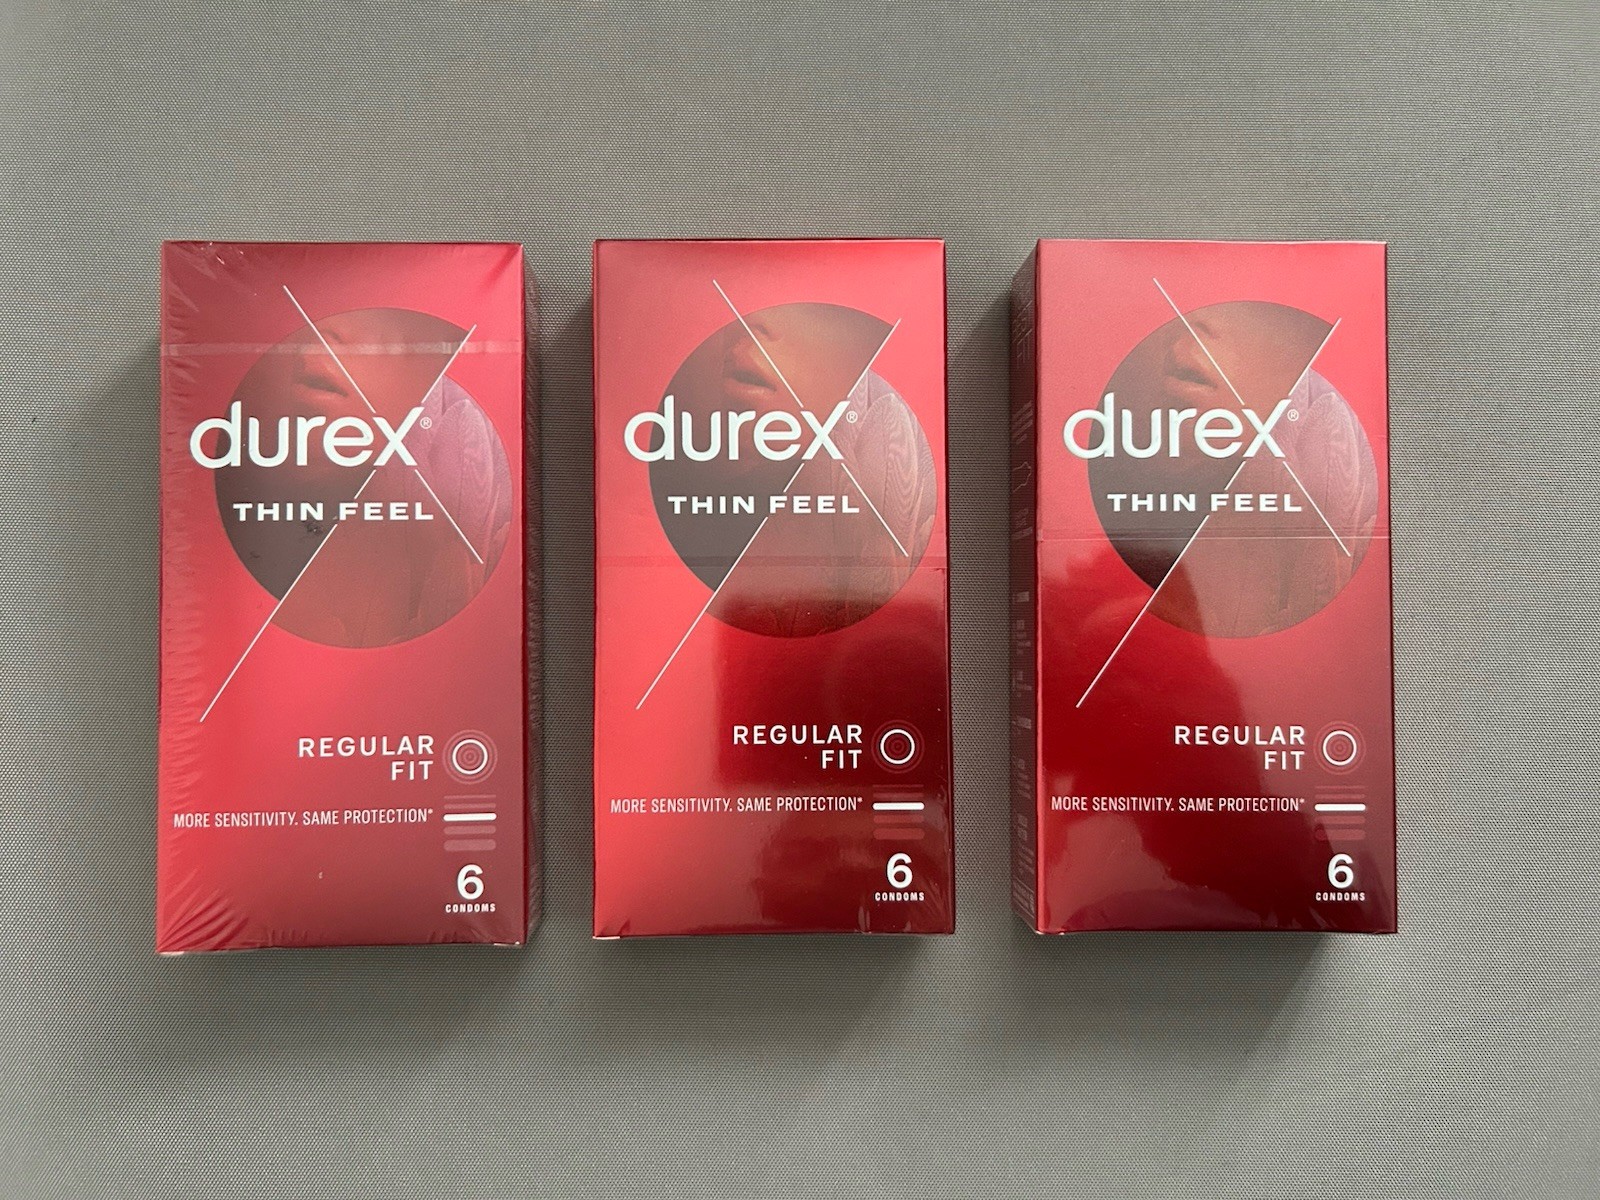 durex®
THIN FEEL
REGULAR
FIT
MORE SENSITIVITY. SAME PROTECTION*
6
CONDOMS
durex®
THIN FEEL
REGULAR
FIT
MORE SENSITIVITY. SAME PROTECTION*
6
CONDOMS
durex®
THIN FEEL
REGULAR
FIT
MORE SENSITIVITY. SAME PROTECTION*
6
CONDOMS